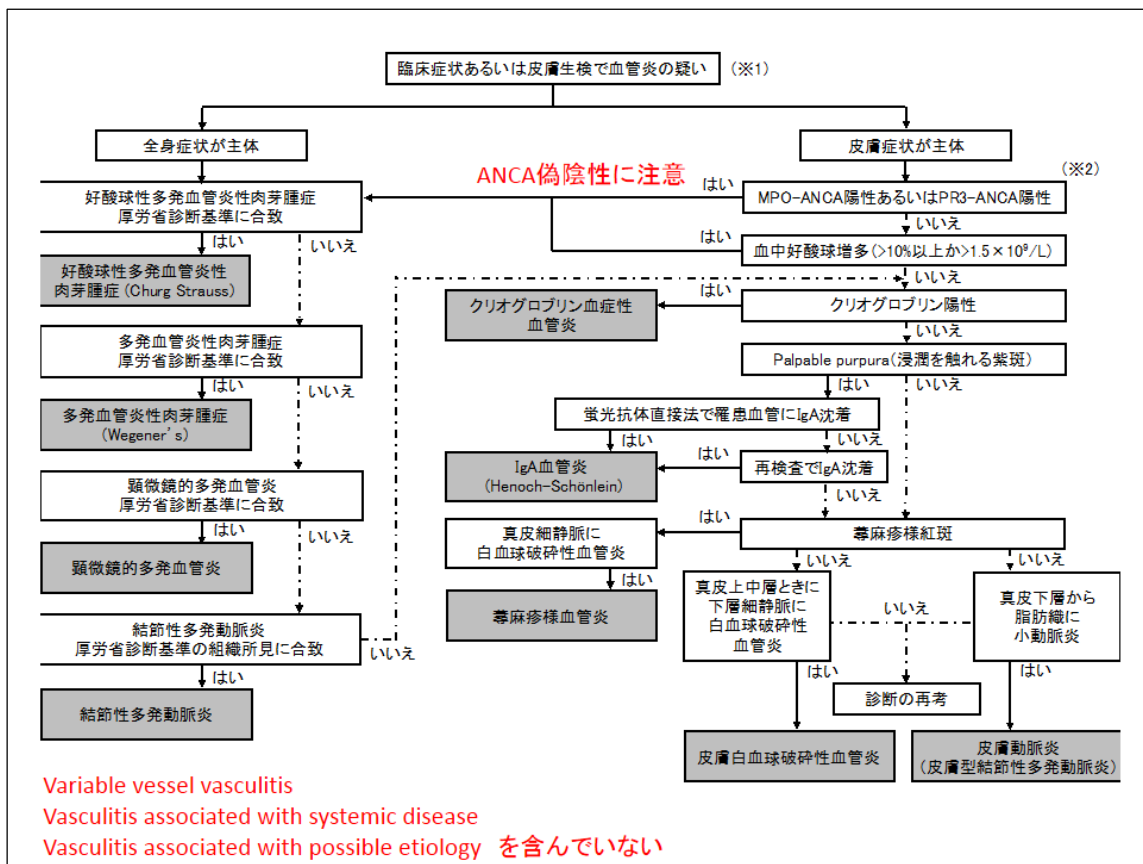 臨床症状あるいは皮膚生検で血管炎の疑い
(※1)
全身症状が主体
皮膚症状が主体
(※2)
ANCA偽陰性に注意
好酸球性多発血管炎性肉芽腫症
厚労省診断基準に合致
はい
MPO-ANCA陽性あるいはPR3-ANCA陽性
いいえ
はい
いいえ
はい
血中好酸球増多(>10%以上か>1.5×10⁹/L)
好酸球性多発血管炎性
肉芽腫症(Churg Strauss)
いいえ
クリオグロブリン血症性
血管炎
はい
クリオグロブリン陽性
いいえ
多発血管炎性肉芽腫症
厚労省診断基準に合致
Palpable purpura(浸潤を触れる紫斑)
はい
いいえ
はい
いいえ
多発血管炎性肉芽腫症
(Wegener's)
蛍光抗体直接法で罹患血管にIgA沈着
はい
いいえ
IgA血管炎
(Henoch-Schönlein)
はい
再検査でIgA沈着
いいえ
顕微鏡的多発血管炎
厚労省診断基準に合致
はい
いいえ
真皮細静脈に
白血球破砕性血管炎
はい
蕁麻疹様紅斑
顕微鏡的多発血管炎
はい
いいえ
いいえ
蕁麻疹様血管炎
真皮上中層ときに
下層細静脈に
白血球破砕性
血管炎
いいえ
真皮下層から
脂肪織に
小動脈炎
結節性多発動脈炎
厚労省診断基準の組織所見に合致
いいえ
はい
はい
はい
診断の再考
結節性多発動脈炎
皮膚白血球破砕性血管炎
皮膚動脈炎
(皮膚型結節性多発動脈炎)
Variable vessel vasculitis
Vasculitis associated with systemic disease
Vasculitis associated with possible etiology を含んでいない